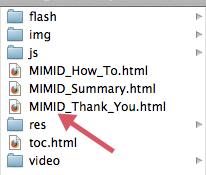 flash
img
js
MIMID_How_To.html
MIMID_Summary.html
MIMID_Thank_You.html
res
toc.html
video